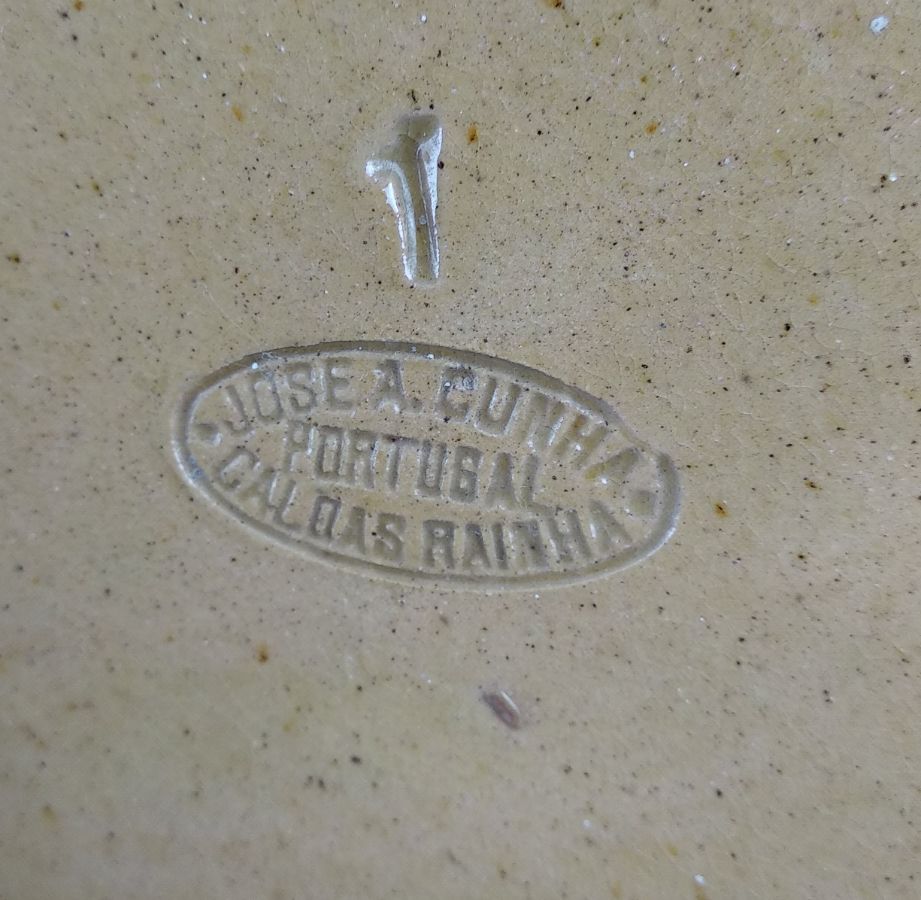 1
JOSE A. CUNHA
PORTUGAL
CALDAS RAINHA